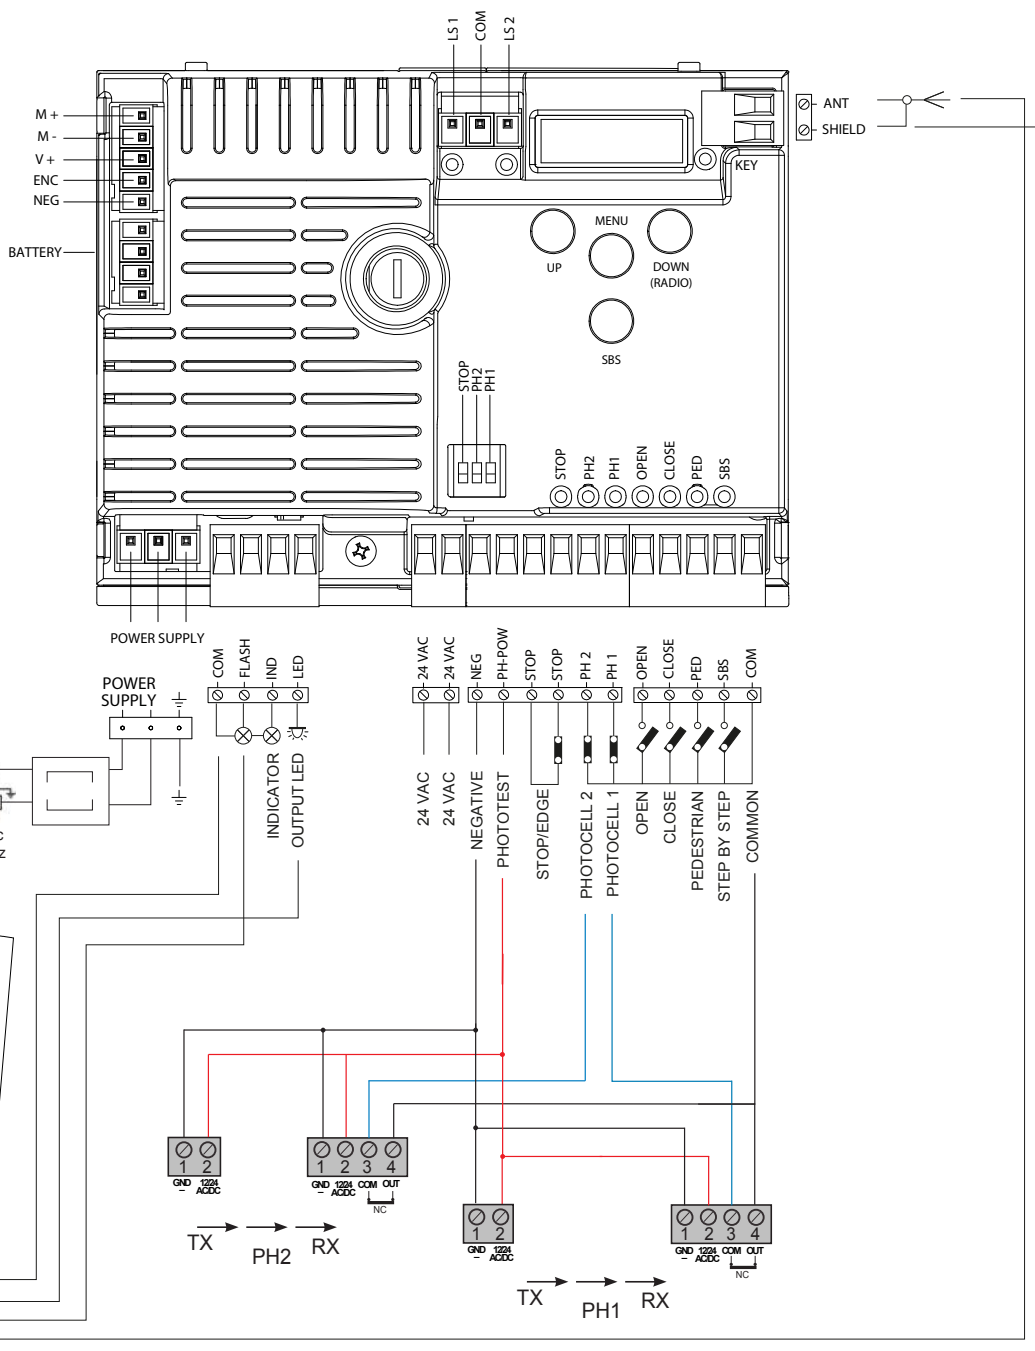 LS 1
COM
LS 2
M +
M -
V +
ENC
NEG
BATTERY
ANT
SHIELD
KEY
MENU
UP
DOWN
(RADIO)
SBS
STOP
PH2
PH1
STOP
PH2
PH1
OPEN
CLOSE
PED
SBS
POWER SUPPLY
COM
FLASH
IND
LED
24 VAC
24 VAC
NEG
PH-POW
STOP
STOP
PH 2
PH 1
OPEN
CLOSE
PED
SBS
COM
POWER
SUPPLY
INDICATOR
OUTPUT LED
24 VAC
24 VAC
NEGATIVE
PHOTOTEST
STOP/EDGE
PHOTOCELL 2
PHOTOCELL 1
OPEN
CLOSE
PEDESTRIAN
STEP BY STEP
COMMON
C
Z
1 2
GND 12/24
– AC/DC
1 2 3 4
GND 12/24 COM OUT
– AC/DC
NC
TX PH2 RX
1 2
GND 12/24
– AC/DC
1 2 3 4
GND 12/24 COM OUT
– AC/DC
NC
TX PH1 RX